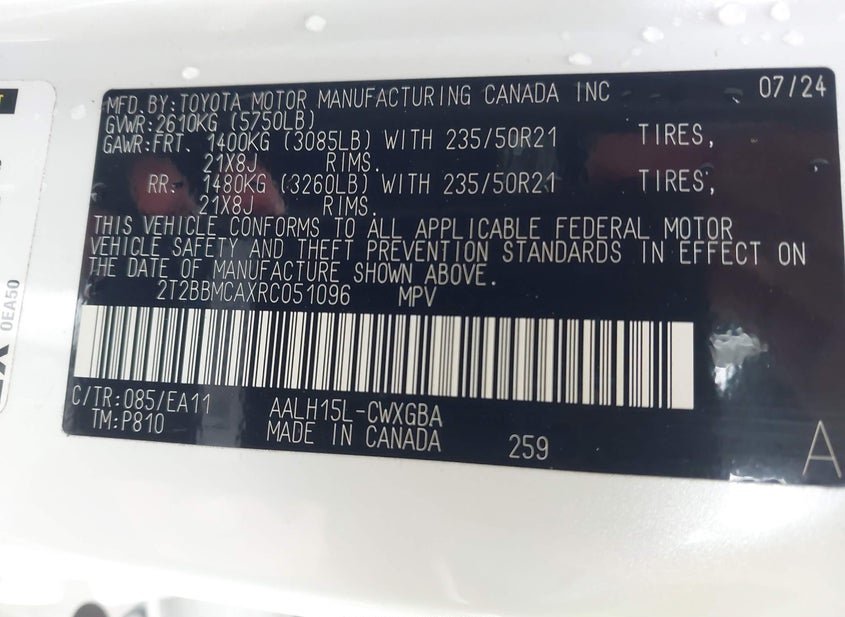 MFD.BY:TOYOTA MOTOR MANUFACTURING CANADA INC 07/24
GVWR:2610KG (5750LB)
GAWR:FRT. 1400KG (3085LB) WITH 235/50R21 TIRES,
21X8J RIMS.
RR. 1480KG (3260LB) WITH 235/50R21 TIRES,
21X8J RIMS.
THIS VEHICLE CONFORMS TO ALL APPLICABLE FEDERAL MOTOR
VEHICLE SAFETY AND THEFT PREVENTION STANDARDS IN EFFECT ON
THE DATE OF MANUFACTURE SHOWN ABOVE.
2T2BBMCAXRC051096 MPV
C/TR:085/EA11 AALH15L-CWXGBA
TM:P810 MADE IN CANADA 259
A
0EA50